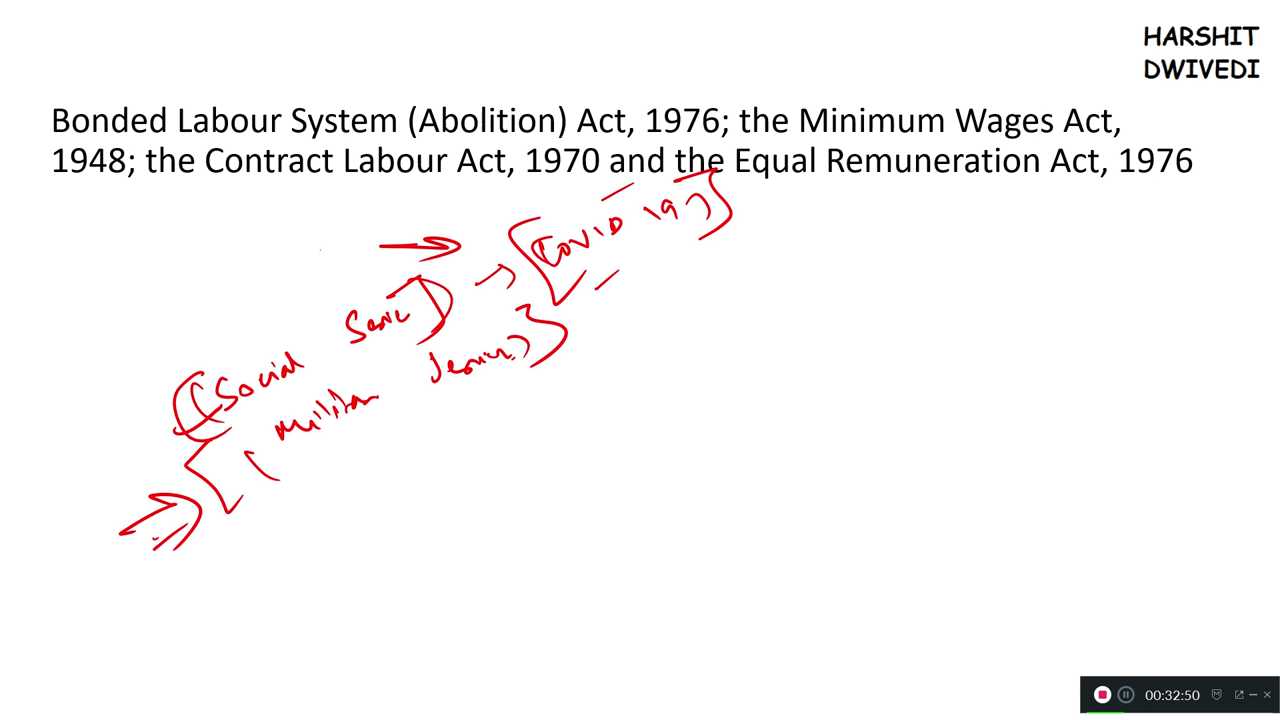 HARSHIT
DWIVEDI
Bonded Labour System (Abolition) Act, 1976; the Minimum Wages Act,
1948; the Contract Labour Act, 1970 and the Equal Remuneration Act, 1976
Covid 19
Social
00:32:50